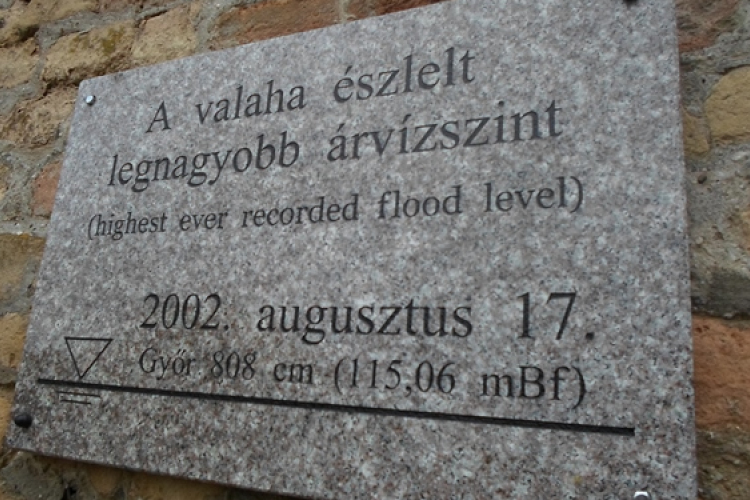 A valaha észlelt
legnagyobb árvízszint
(highest ever recorded flood level)
2002. augusztus 17.
Győr 808 cm (115,06 mBf)